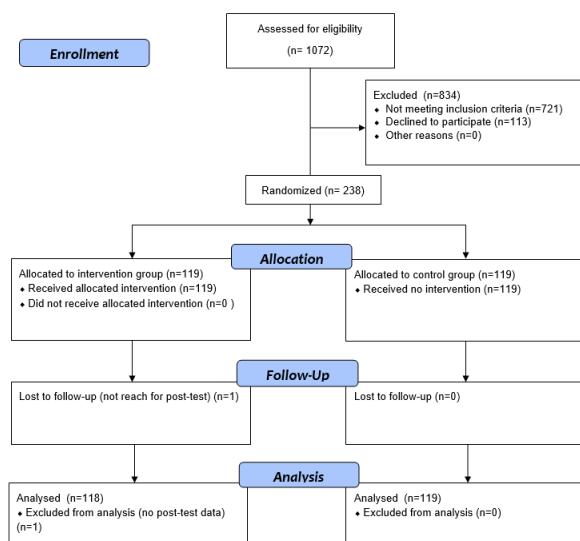 Assessed for eligibility
(n= 1072)
Enrollment
Excluded (n=834)
⬥ Not meeting inclusion criteria (n=721)
⬥ Declined to participate (n=113)
⬥ Other reasons (n=0)
Randomized (n= 238)
Allocation
Allocated to intervention group (n=119)
⬥ Received allocated intervention (n=119)
⬥ Did not receive allocated intervention (n=0 )
Allocated to control group (n=119)
⬥ Received no intervention (n=119)
Follow-Up
Lost to follow-up (not reach for post-test) (n=1)
Lost to follow-up (n=0)
Analysis
Analysed (n=118)
⬥ Excluded from analysis (no post-test data)
(n=1)
Analysed (n=119)
⬥ Excluded from analysis (n=0)